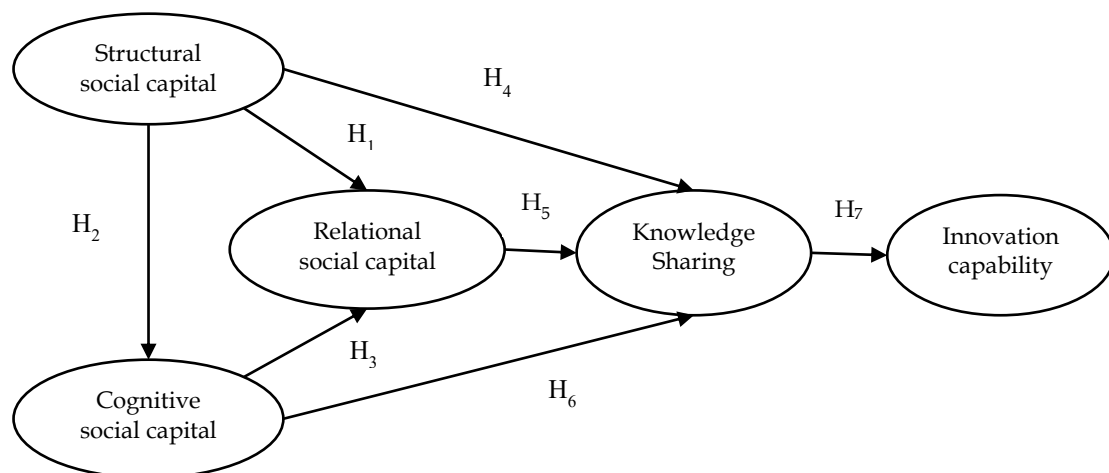 Structural
social capital
H₄
H₁
H₂
Relational
social capital
H₅
Knowledge
Sharing
H₇
Innovation
capability
H₃
H₆
Cognitive
social capital